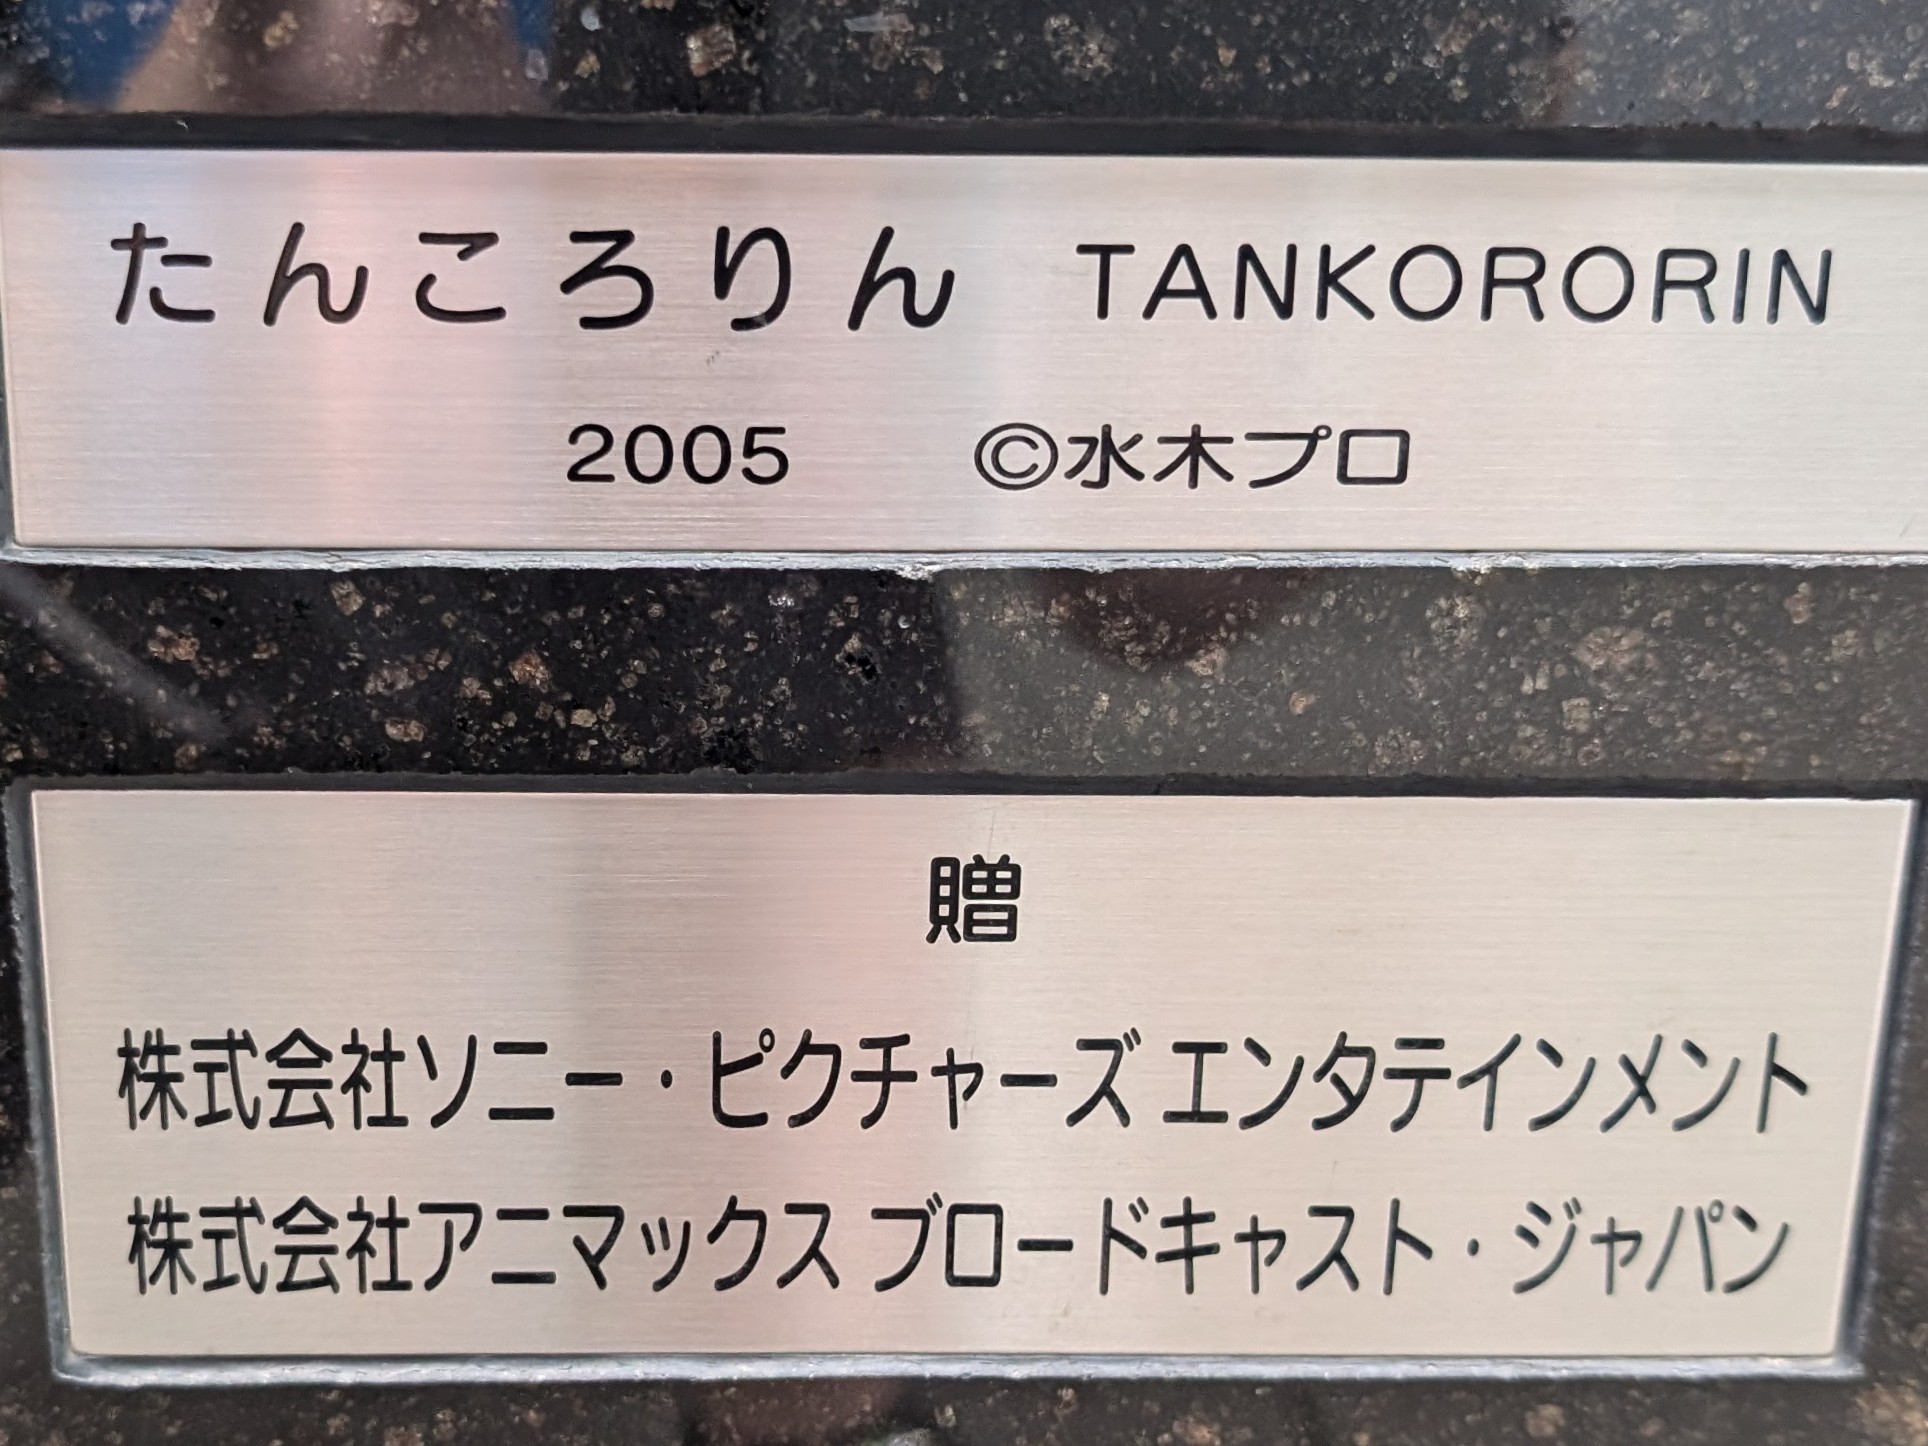 たんころりん TANKORORIN
2005 ©水木プロ
贈
株式会社ソニー・ピクチャーズ エンタテインメント
株式会社アニマックス ブロードキャスト・ジャパン